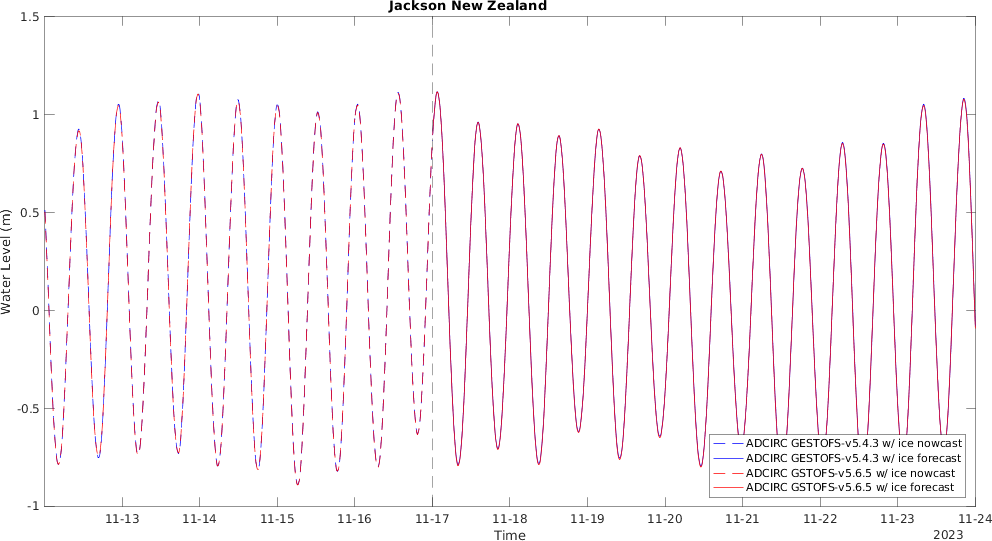 Jackson New Zealand
1.5
1
0.5
0
-0.5
-1
Water Level (m)
ADCIRC GESTOFS-v5.4.3 w/ ice nowcast
ADCIRC GESTOFS-v5.4.3 w/ ice forecast
ADCIRC GSTOFS-v5.6.5 w/ ice nowcast
ADCIRC GSTOFS-v5.6.5 w/ ice forecast
11-13 11-14 11-15 11-16 11-17 11-18 11-19 11-20 11-21 11-22 11-23 11-24
Time
2023